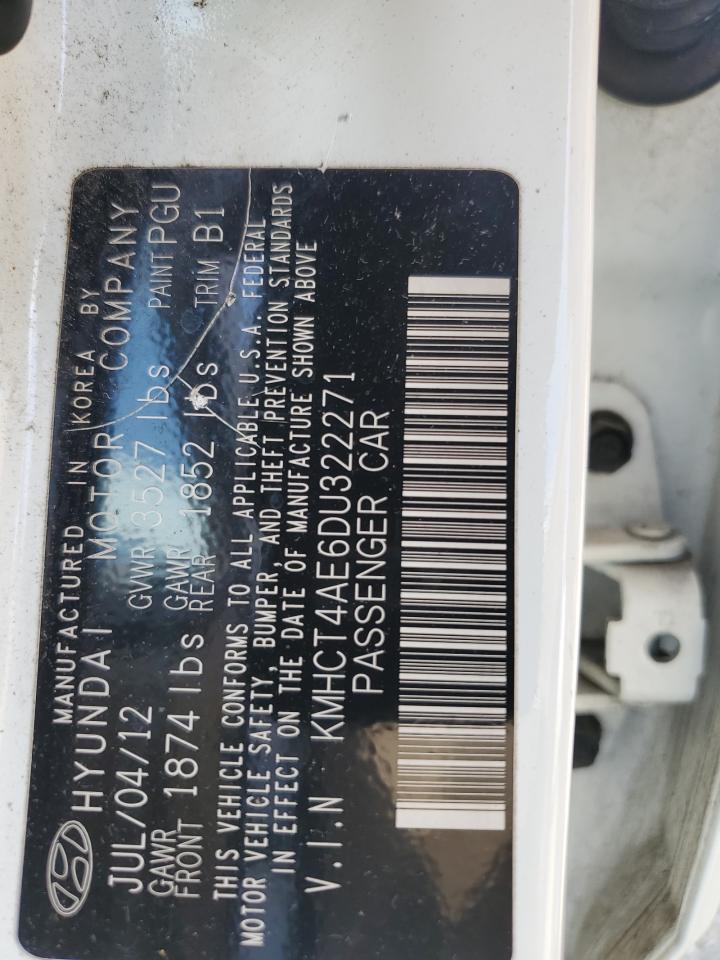 MANUFACTURED IN KOREA BY
HYUNDAI MOTOR COMPANY
JUL/04/12 GVWR 3527 lbs PAINT PGU
GAWR FRONT 1874 lbs GAWR REAR 1852 lbs TRIM B1
THIS VEHICLE CONFORMS TO ALL APPLICABLE U.S.A. FEDERAL
MOTOR VEHICLE SAFETY, BUMPER, AND THEFT PREVENTION STANDARDS
IN EFFECT ON THE DATE OF MANUFACTURE SHOWN ABOVE
V.I.N KMHCT4AE6DU322271
PASSENGER CAR